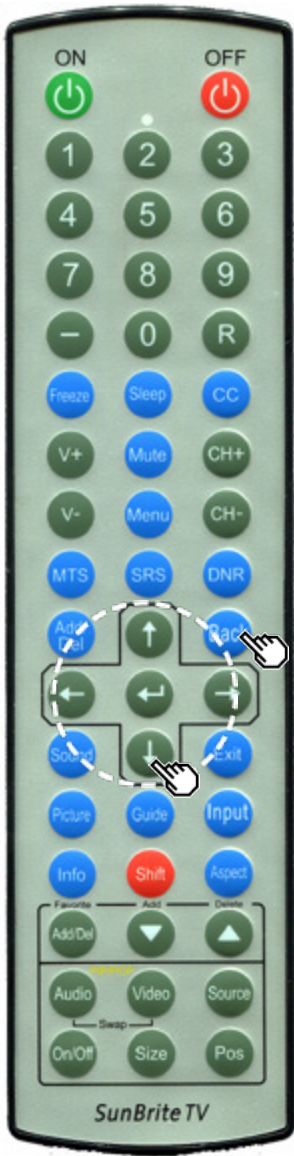 ON OFF
1 2 3
4 5 6
7 8 9
- 0 R
Freeze Sleep CC
V+ Mute CH+
V- Menu CH-
MTS SRS DNR
Add/Del Back
Sound Exit
Picture Guide Input
Info Shift Aspect
Favorite Add Delete
Add/Del
Audio Video Source
Swap
On/Off Size Pos
SunBriteTV